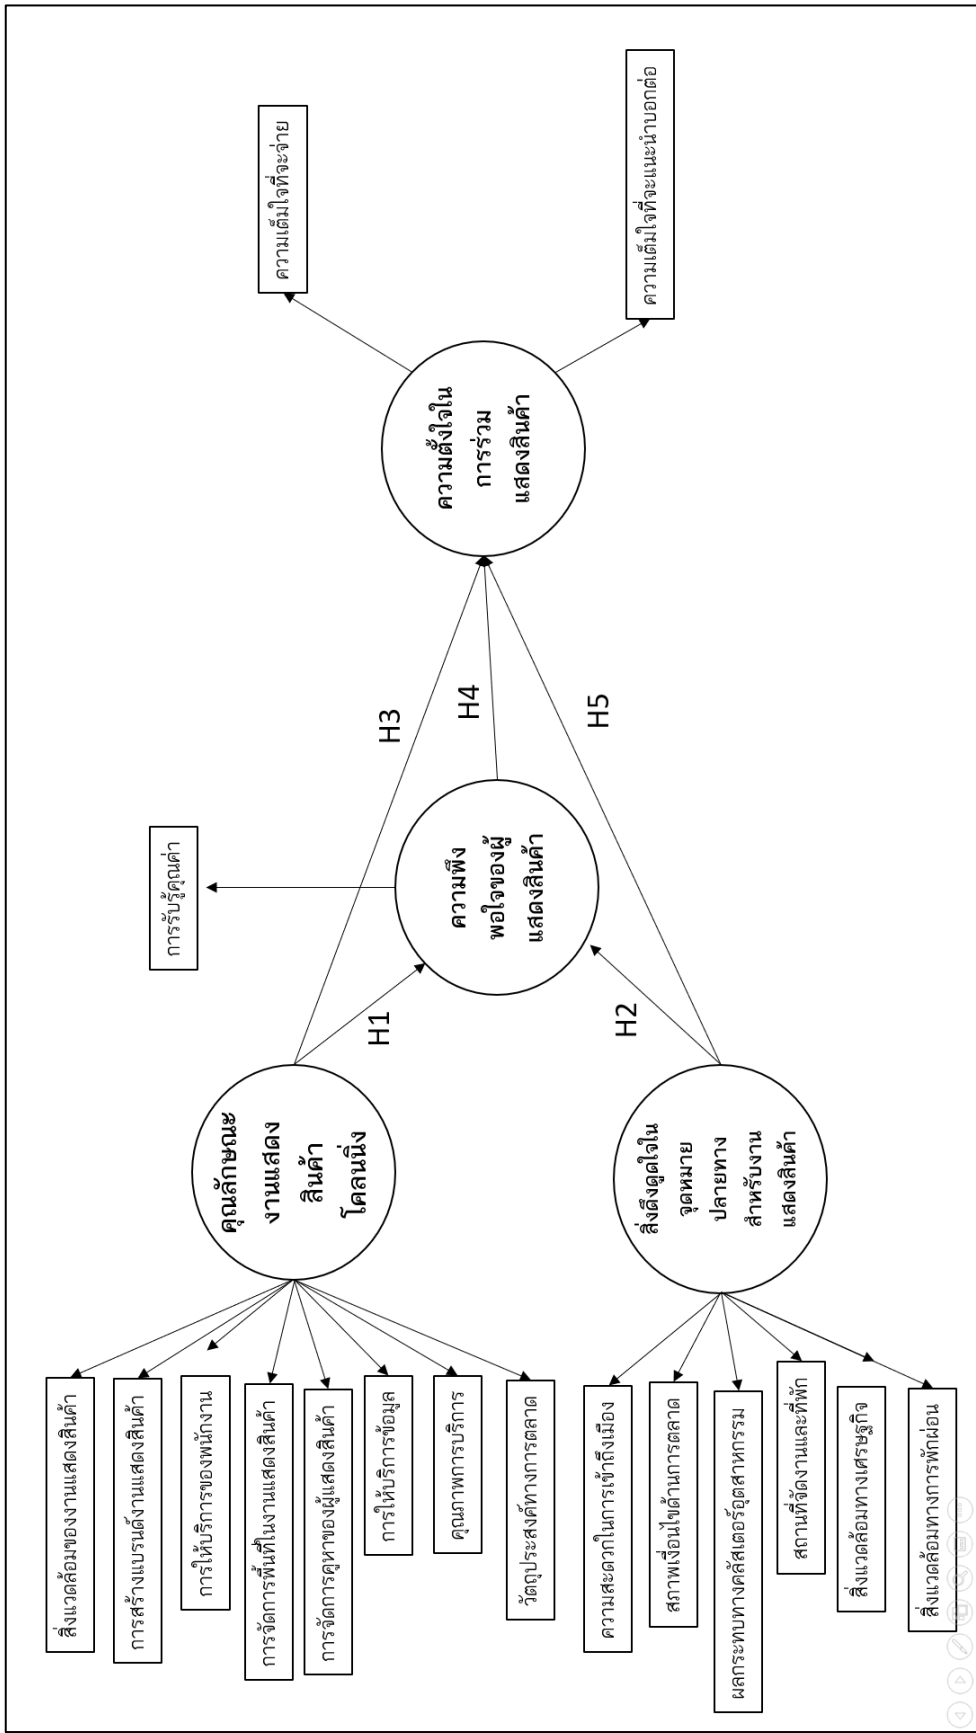 สิ่งแวดล้อมของงานแสดงสินค้า
การสร้างแบรนด์งานแสดงสินค้า
การให้บริการของพนักงาน
การจัดการพื้นที่ในงานแสดงสินค้า
การจัดการคูหาของผู้แสดงสินค้า
การให้บริการข้อมูล
คุณภาพการบริการ
วัตถุประสงค์ทางการตลาด
ความสะดวกในการเข้าถึงเมือง
สภาพเงื่อนไขด้านการตลาด
ผลกระทบทางคลัสเตอร์อุตสาหกรรม
สถานที่จัดงานและที่พัก
สิ่งแวดล้อมทางเศรษฐกิจ
สิ่งแวดล้อมทางการพักผ่อน
คุณลักษณะ
งานแสดง
สินค้า
โคลนนิ่ง
สิ่งดึงดูดใจใน
จุดหมาย
ปลายทาง
สำหรับงาน
แสดงสินค้า
H1
H2
การรับรู้คุณค่า
ความพึง
พอใจของผู้
แสดงสินค้า
H3
H4
H5
ความตั้งใจใน
การร่วม
แสดงสินค้า
ความเต็มใจที่จะจ่าย
ความเต็มใจที่จะแนะนำบอกต่อ